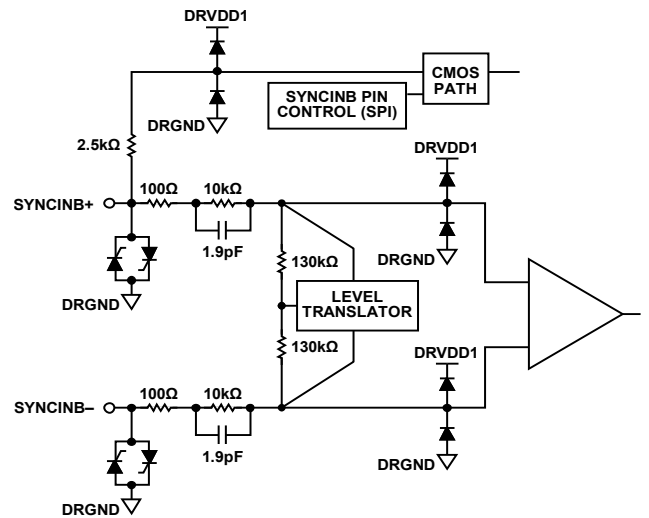 DRVDD1
CMOS
PATH
SYNCINB PIN
CONTROL (SPI)
DRGND
2.5kΩ
DRVDD1
100Ω
10kΩ
SYNCINB+
1.9pF
DRGND
130kΩ
DRGND
LEVEL
TRANSLATOR
130kΩ
DRVDD1
100Ω
10kΩ
SYNCINB–
1.9pF
DRGND
DRGND